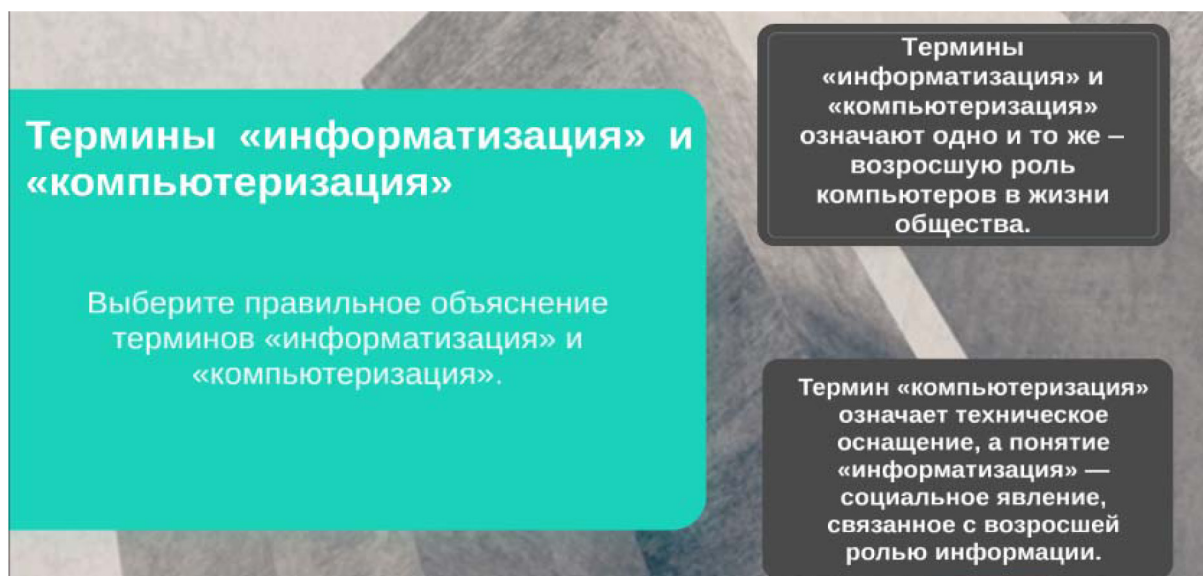 Термины «информатизация» и
«компьютеризация»
Выберите правильное объяснение
терминов «информатизация» и
«компьютеризация».
Термины
«информатизация» и
«компьютеризация»
означают одно и то же –
возросшую роль
компьютеров в жизни
общества.
Термин «компьютеризация»
означает техническое
оснащение, а понятие
«информатизация» —
социальное явление,
связанное с возросшей
ролью информации.